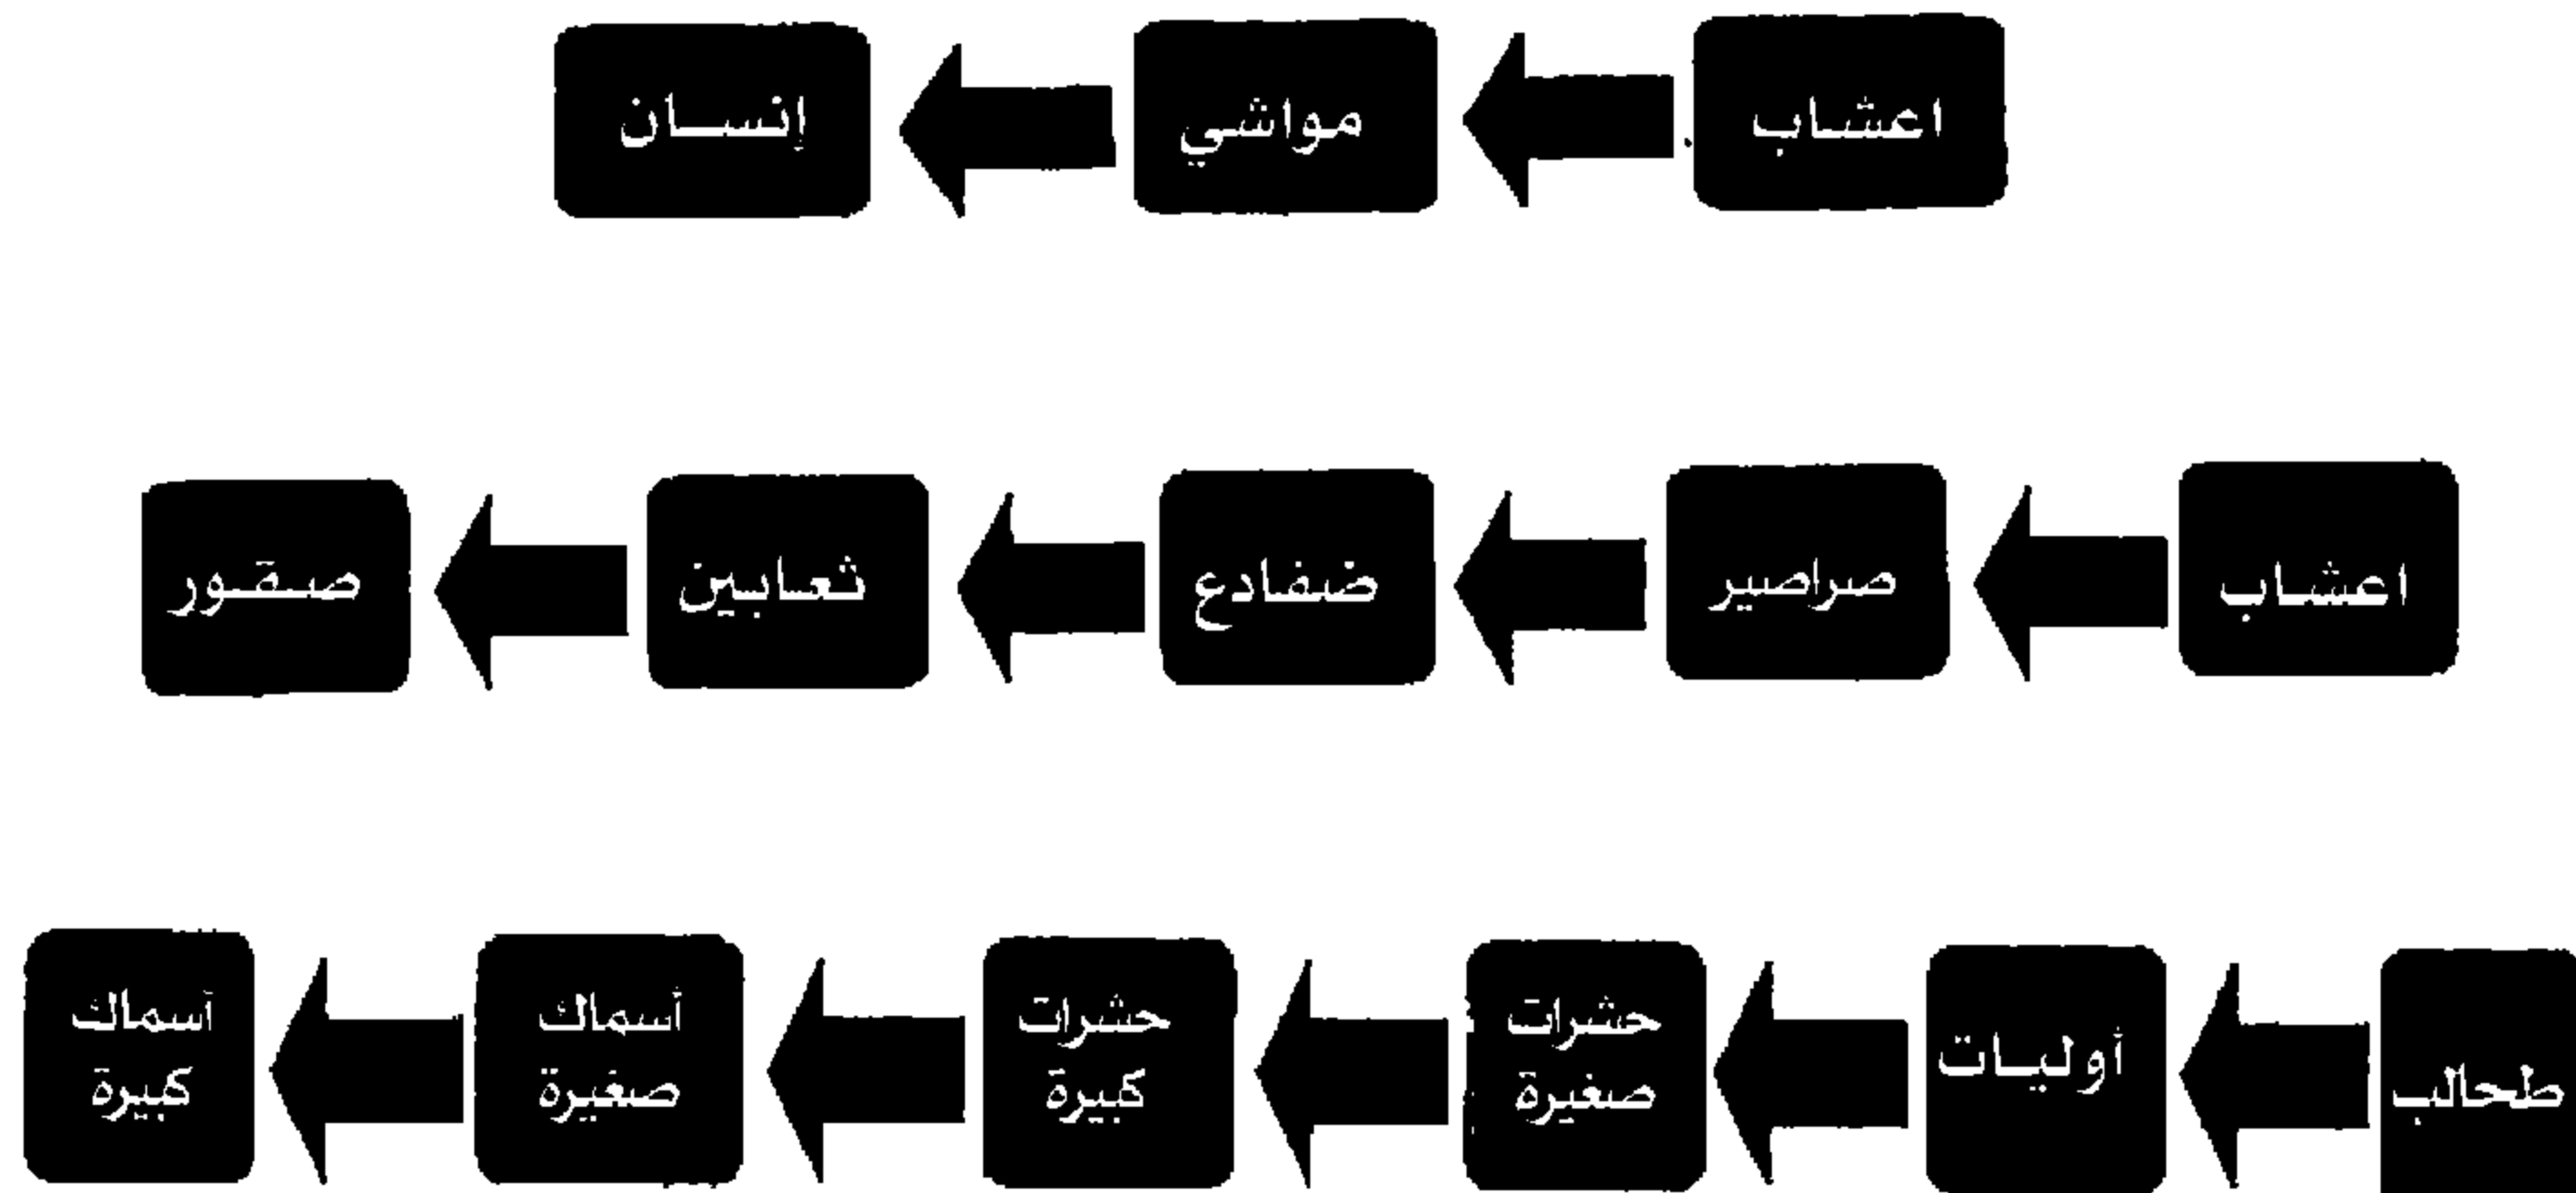 اعشاب
مواشي
إنسان
اعشاب
صراصير
ضفادع
ثعابين
صقور
طحالب
أوليات
حشرات
صغيرة
حشرات
كبيرة
أسماك
صغيرة
أسماك
كبيرة